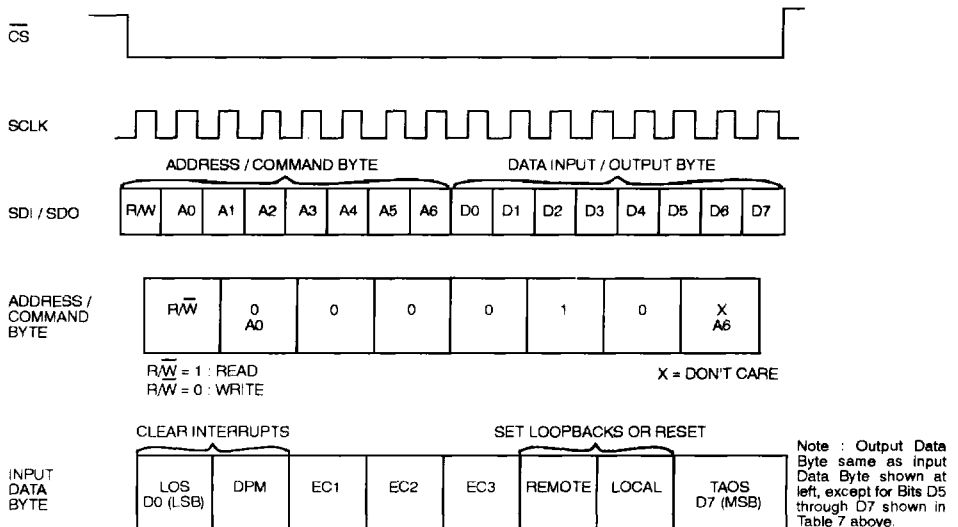 CS
SCLK
ADDRESS / COMMAND BYTE DATA INPUT / OUTPUT BYTE
SDI / SDO R/W A0 A1 A2 A3 A4 A5 A6 D0 D1 D2 D3 D4 D5 D6 D7
ADDRESS /
COMMAND
BYTE
R/W 0 0 0 0 1 0 X
A0 A6
R/W = 1 : READ
R/W = 0 : WRITE
X = DON'T CARE
CLEAR INTERRUPTS SET LOOPBACKS OR RESET
INPUT
DATA
BYTE
LOS DPM EC1 EC2 EC3 REMOTE LOCAL TAOS
D0 (LSB) D7 (MSB)
Note : Output Data
Byte same as input
Data Byte shown at
left, except for Bits D5
through D7 shown in
Table 7 above.